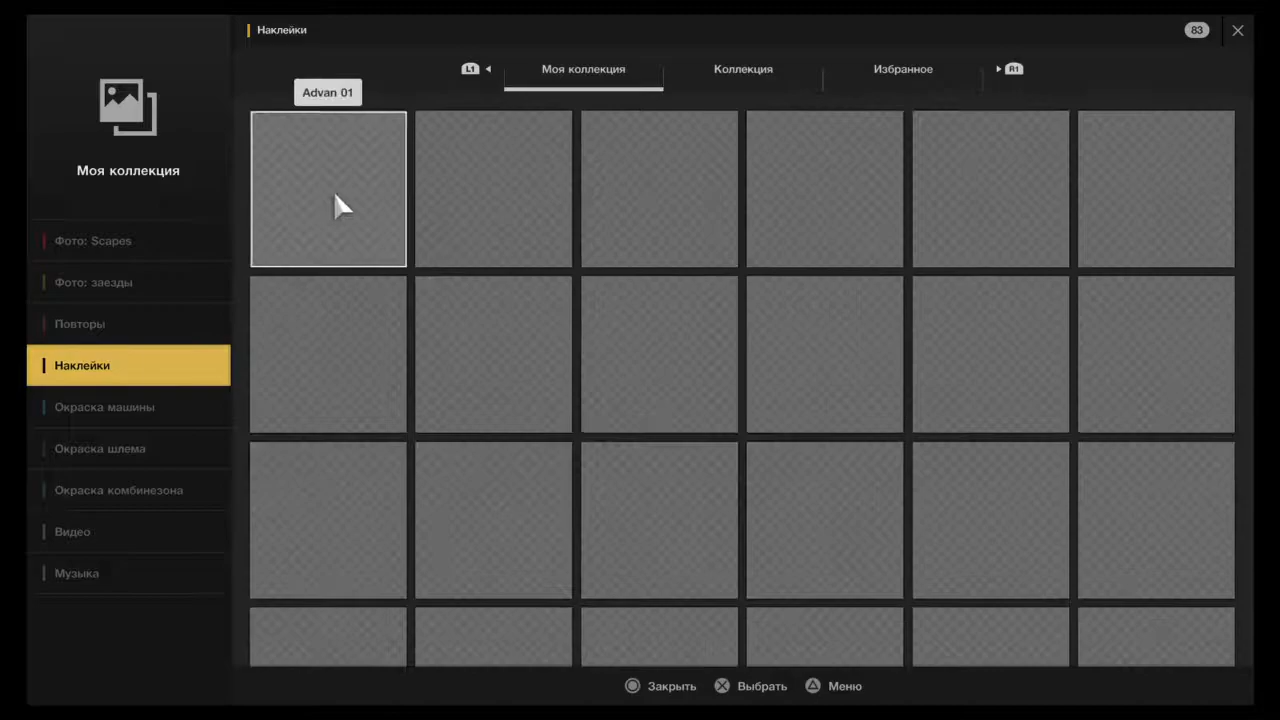 Наклейки
83
L1
Моя коллекция
Коллекция
Избранное
R1
Advan 01
Моя коллекция
Фото: Scapes
Фото: заезды
Повторы
Наклейки
Окраска машины
Окраска шлема
Окраска комбинезона
Видео
Музыка
Закрыть
Выбрать
Меню